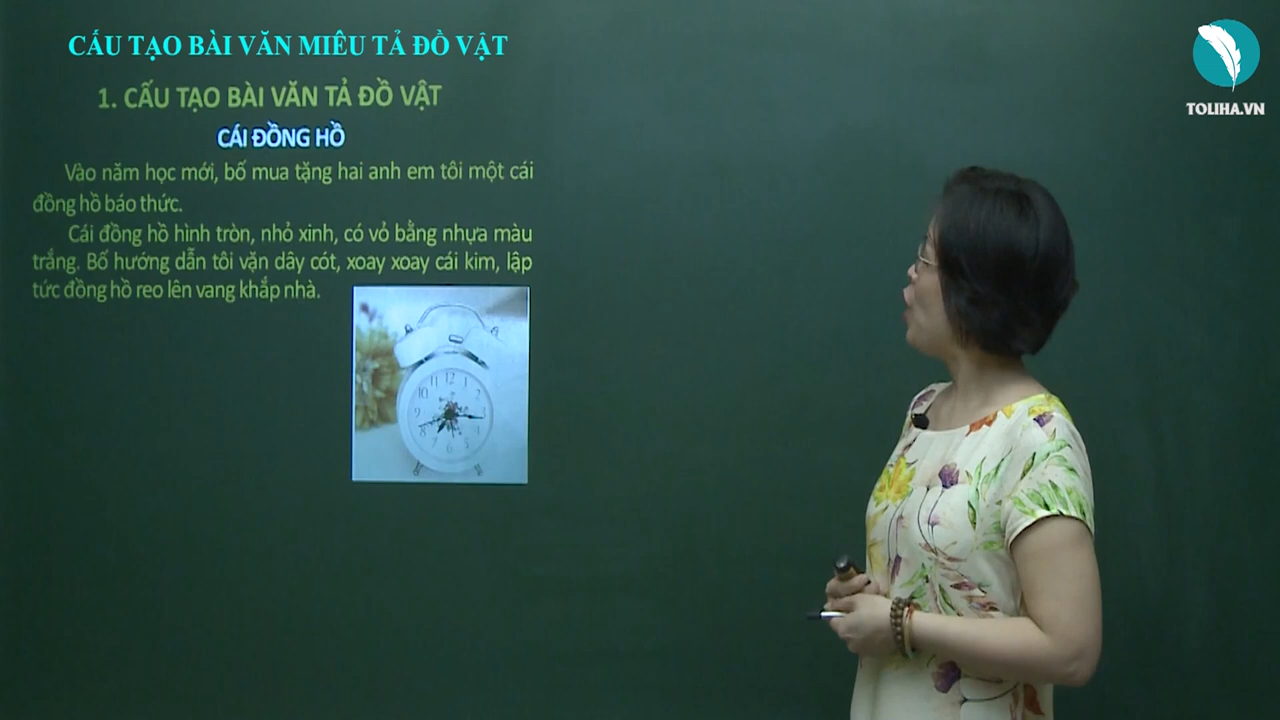 CẤU TẠO BÀI VĂN MIÊU TẢ ĐỒ VẬT
1. CẤU TẠO BÀI VĂN TẢ ĐỒ VẬT
CÁI ĐỒNG HỒ
Vào năm học mới, bố mua tặng hai anh em tôi một cái
đồng hồ báo thức.
Cái đồng hồ hình tròn, nhỏ xinh, có vỏ bằng nhựa màu
trắng. Bố hướng dẫn tôi vặn dây cót, xoay xoay cái kim, lập
tức đồng hồ reo lên vang khắp nhà.
TOLIHA.VN